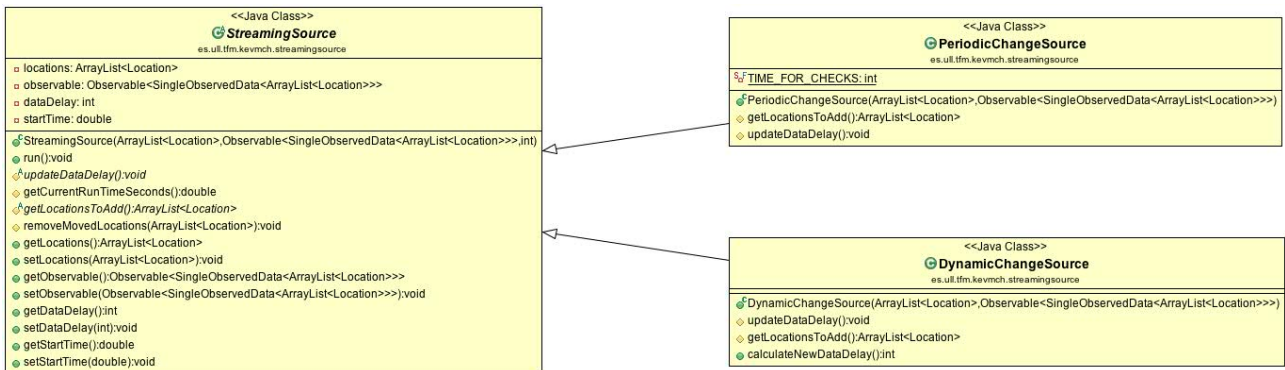 <<Java Class>>
StreamingSource
es.ull.tfm.kevmch.streamingsource
locations: ArrayList<Location>
observable: Observable<SingleObservedData<ArrayList<Location>>>
dataDelay: int
startTime: double
StreamingSource(ArrayList<Location>,Observable<SingleObservedData<ArrayList<Location>>>,int)
run():void
updateDataDelay():void
getCurrentRunTimeSeconds():double
getLocationsToAdd():ArrayList<Location>
removeMovedLocations(ArrayList<Location>):void
getLocations():ArrayList<Location>
setLocations(ArrayList<Location>):void
getObservable():Observable<SingleObservedData<ArrayList<Location>>>
setObservable(Observable<SingleObservedData<ArrayList<Location>>>):void
getDataDelay():int
setDataDelay(int):void
getStartTime():double
setStartTime(double):void
<<Java Class>>
PeriodicChangeSource
es.ull.tfm.kevmch.streamingsource
TIME_FOR_CHECKS: int
PeriodicChangeSource(ArrayList<Location>,Observable<SingleObservedData<ArrayList<Location>>>)
getLocationsToAdd():ArrayList<Location>
updateDataDelay():void
<<Java Class>>
DynamicChangeSource
es.ull.tfm.kevmch.streamingsource
DynamicChangeSource(ArrayList<Location>,Observable<SingleObservedData<ArrayList<Location>>>)
updateDataDelay():void
getLocationsToAdd():ArrayList<Location>
calculateNewDataDelay():int